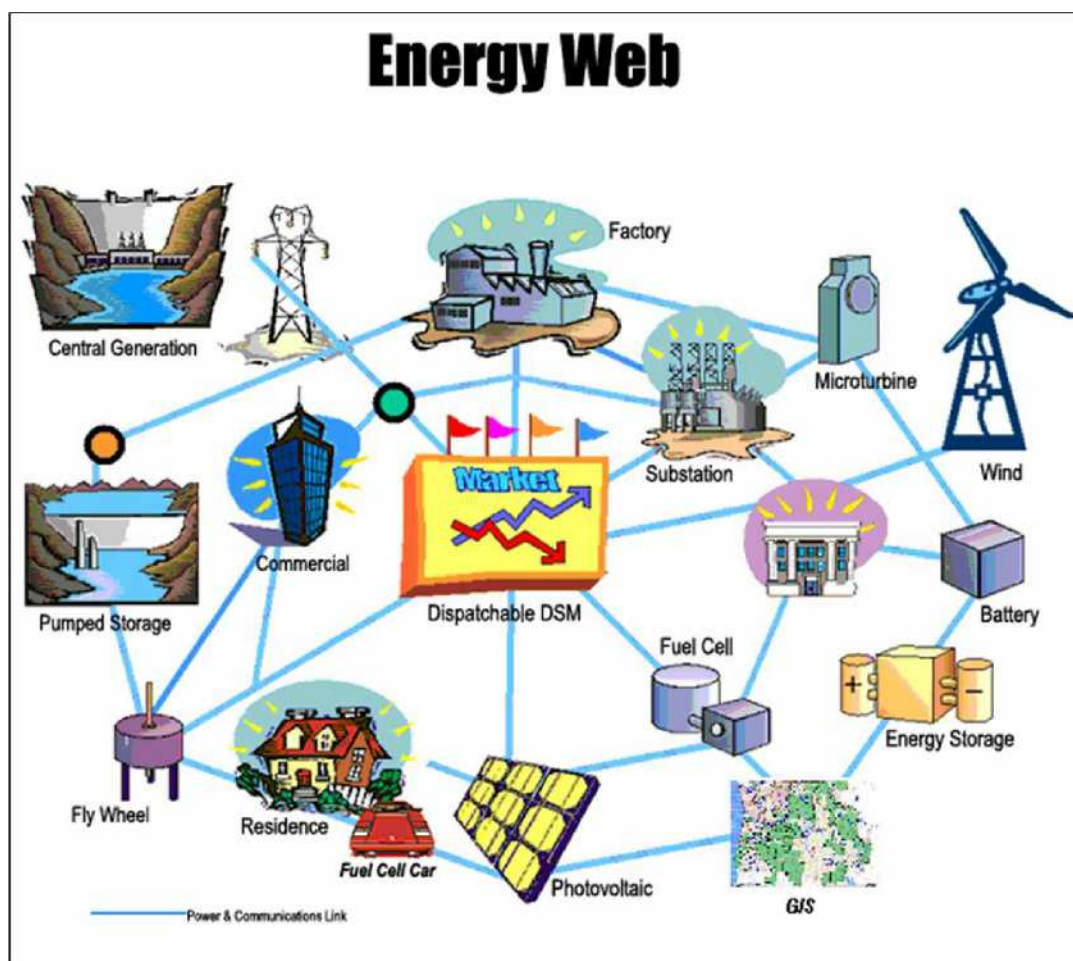 Energy Web
Factory
Central Generation
Microturbine
Wind
Substation
Market
Commercial
Dispatchable DSM
Pumped Storage
Battery
Fuel Cell
Energy Storage
Fly Wheel
Residence
Fuel Cell Car
Photovoltaic
GIS
Power & Communications Link
+
–